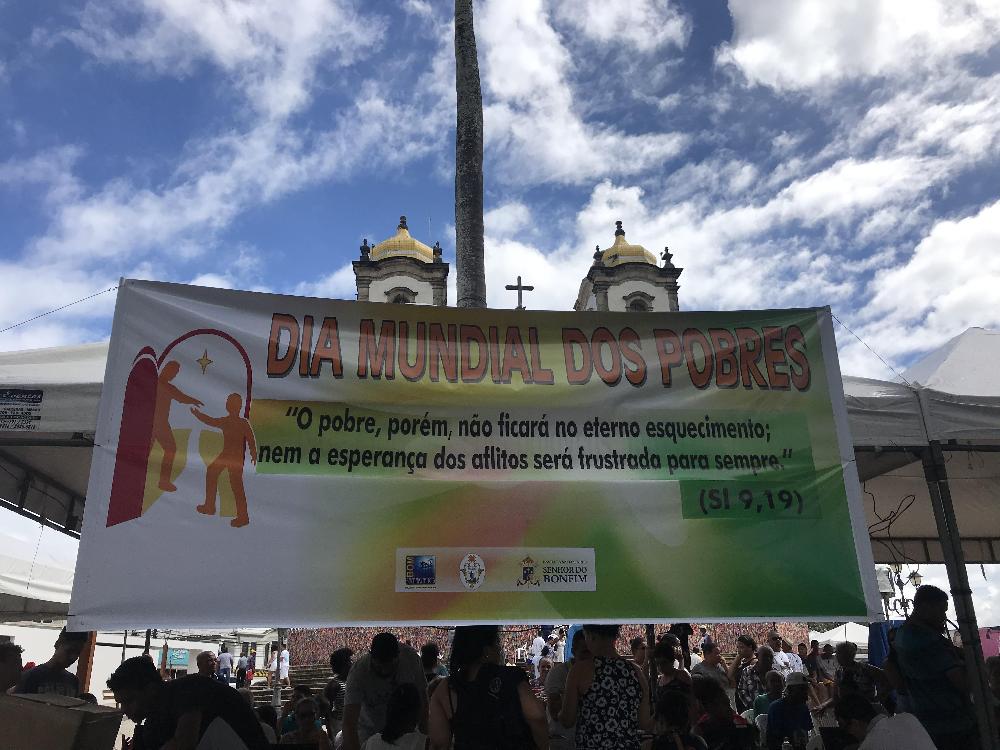 DIA MUNDIAL DOS POBRES
"O pobre, porém, não ficará no eterno esquecimento;
nem a esperança dos aflitos será frustrada para sempre."
(Sl 9,19)
BOM
SENHOR DO
BONFIM